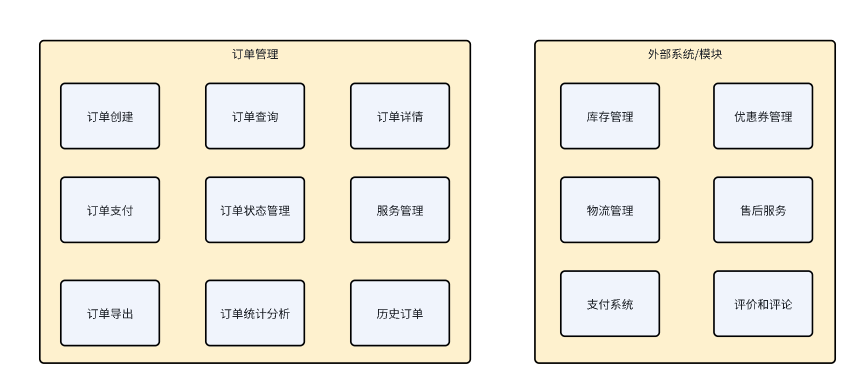 订单管理
订单创建
订单查询
订单详情
订单支付
订单状态管理
服务管理
订单导出
订单统计分析
历史订单
外部系统/模块
库存管理
优惠券管理
物流管理
售后服务
支付系统
评价和评论